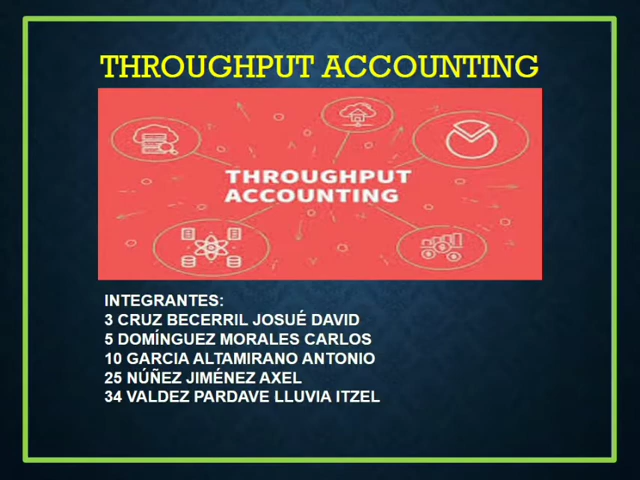 THROUGHPUT ACCOUNTING
THROUGHPUT
ACCOUNTING
INTEGRANTES:
3 CRUZ BECERRIL JOSUÉ DAVID
5 DOMÍNGUEZ MORALES CARLOS
10 GARCIA ALTAMIRANO ANTONIO
25 NÚÑEZ JIMÉNEZ AXEL
34 VALDEZ PARDAVE LLUVIA ITZEL